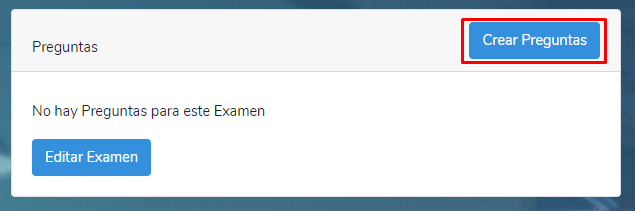 Preguntas
Crear Preguntas
No hay Preguntas para este Examen
Editar Examen